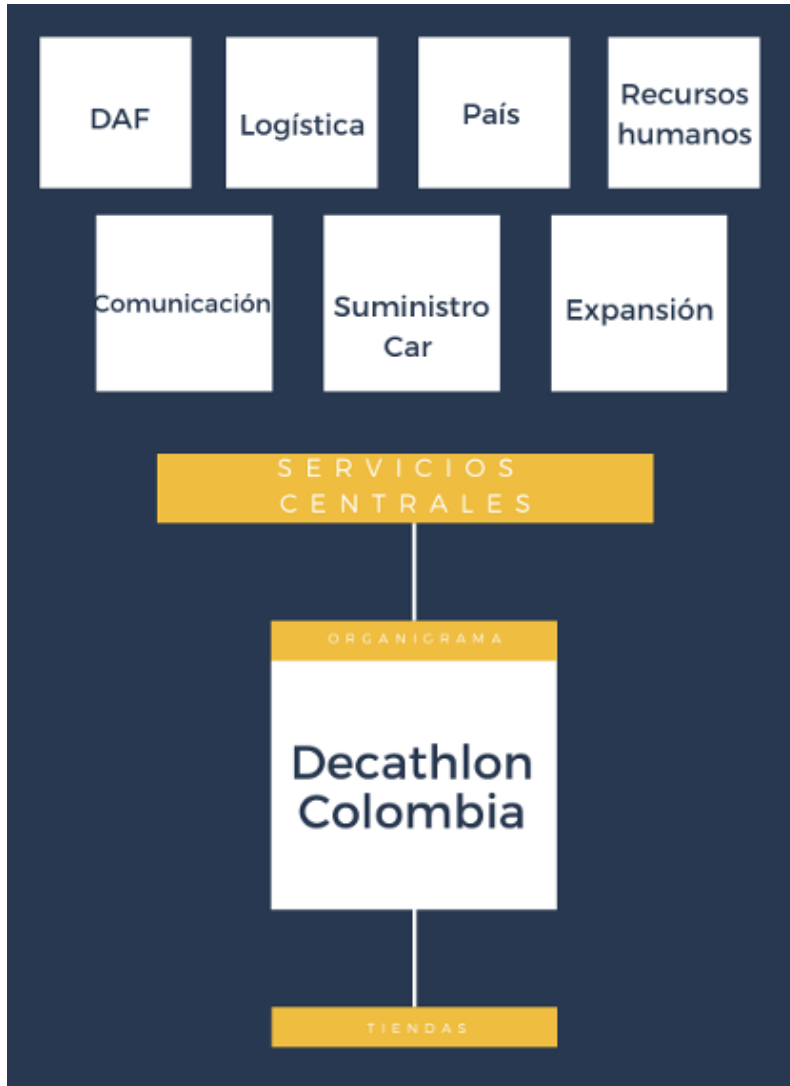 DAF
Logística
País
Recursos
humanos
Comunicación
Suministro
Car
Expansión
SERVICIOS
CENTRALES
ORGANIGRAMA
Decathlon
Colombia
TIENDAS